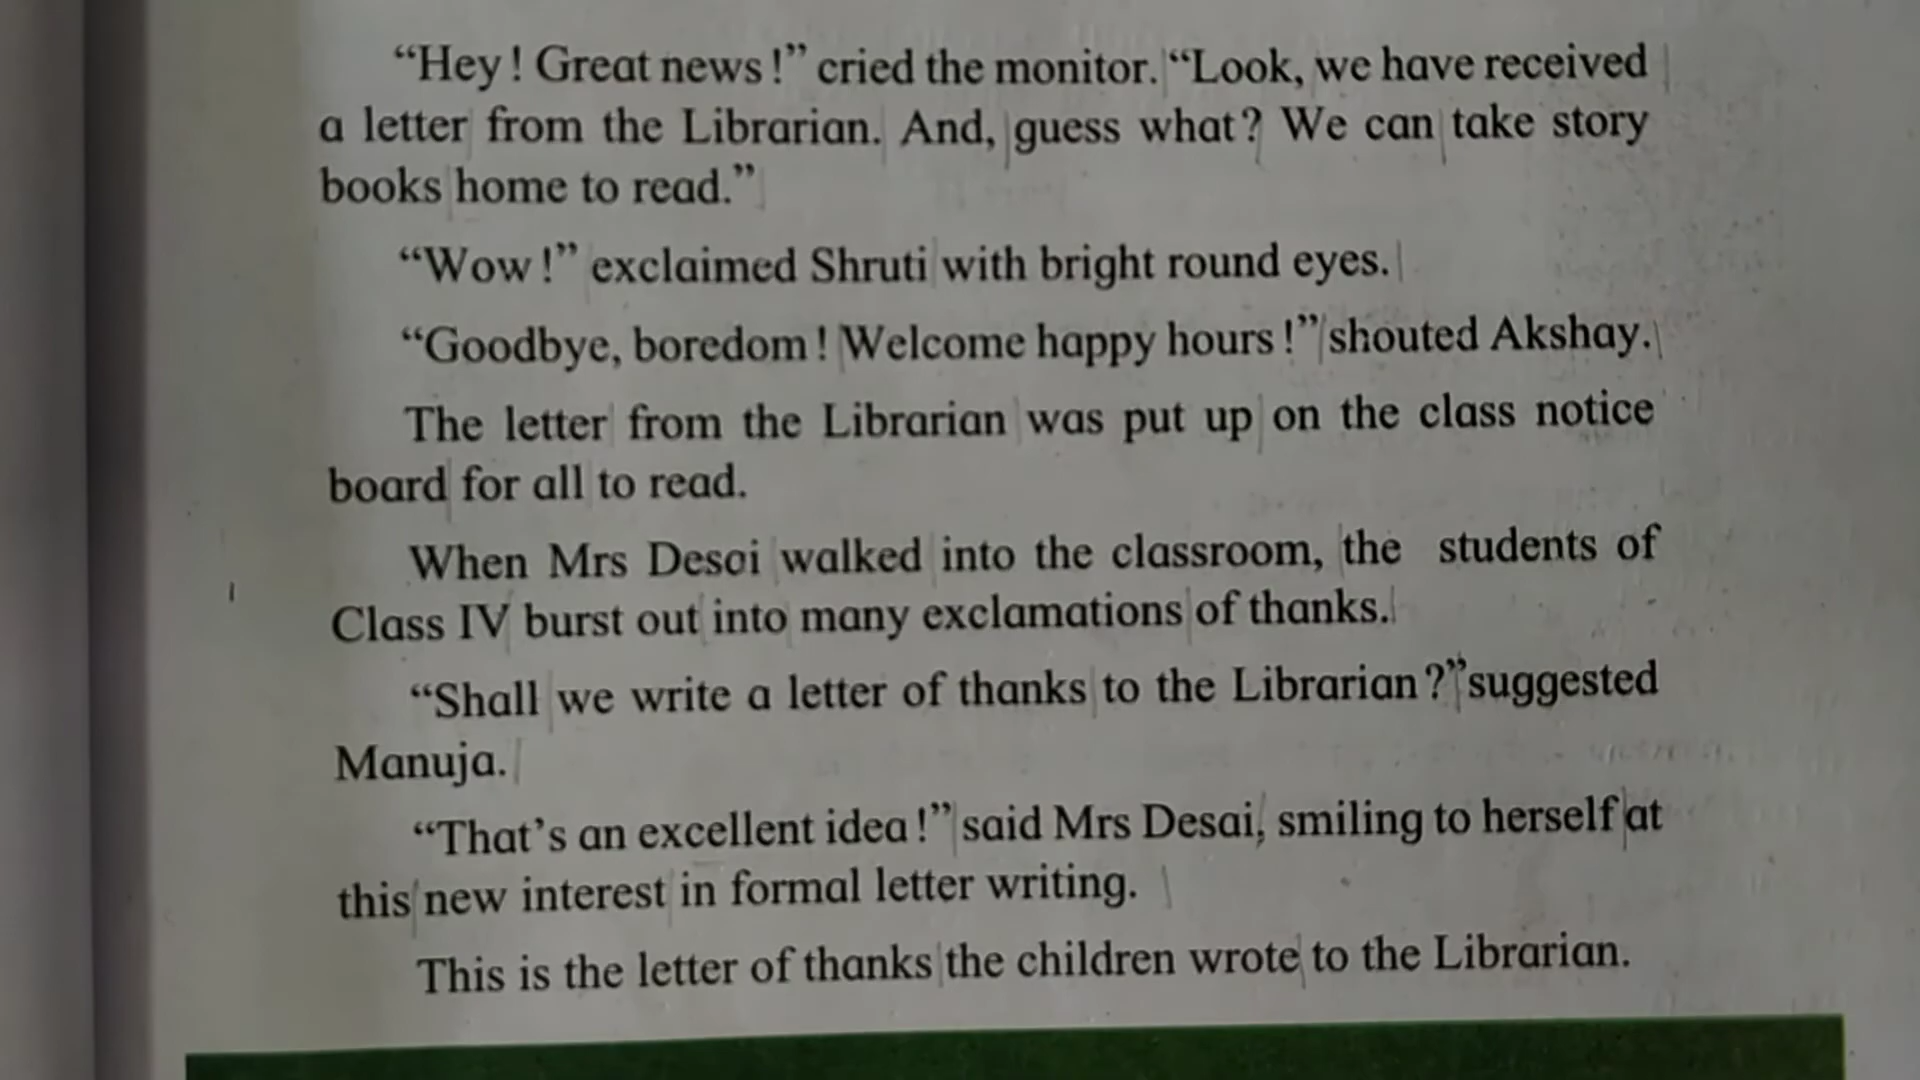 “Hey! Great news!” cried the monitor. “Look, we have received
a letter from the Librarian. And, guess what? We can take story
books home to read.”
“Wow!” exclaimed Shruti with bright round eyes.
“Goodbye, boredom! Welcome happy hours!” shouted Akshay.
The letter from the Librarian was put up on the class notice
board for all to read.
When Mrs Desai walked into the classroom, the students of
Class IV burst out into many exclamations of thanks.
“Shall we write a letter of thanks to the Librarian?” suggested
Manuja.
“That’s an excellent idea!” said Mrs Desai, smiling to herself at
this new interest in formal letter writing.
This is the letter of thanks the children wrote to the Librarian.